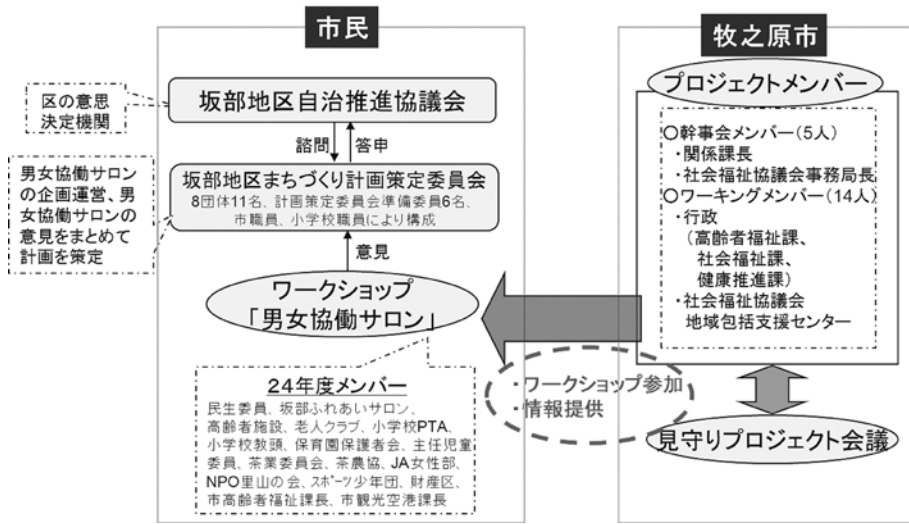 市民
区の意思
決定機関
坂部地区自治推進協議会
諮問
答申
男女協働サロン
の企画運営、男
女協働サロンの
意見をまとめて
計画を策定
坂部地区まちづくり計画策定委員会
8団体11名、計画策定委員会準備委員6名、
市職員、小学校職員により構成
意見
ワークショップ
「男女協働サロン」
24年度メンバー
民生委員、坂部ふれあいサロン、
高齢者施設、老人クラブ、小学校PTA、
小学校教頭、保育園保護者会、主任児童
委員、茶業委員会、茶農協、JA女性部、
NPO里山の会、スポーツ少年団、財産区、
市高齢者福祉課長、市観光空港課長
牧之原市
プロジェクトメンバー
〇幹事会メンバー(5人)
・関係課長
・社会福祉協議会事務局長
〇ワーキングメンバー(14人)
・行政
(高齢者福祉課、
社会福祉課、
健康推進課)
・社会福祉協議会
地域包括支援センター
・ワークショップ参加
・情報提供
見守りプロジェクト会議